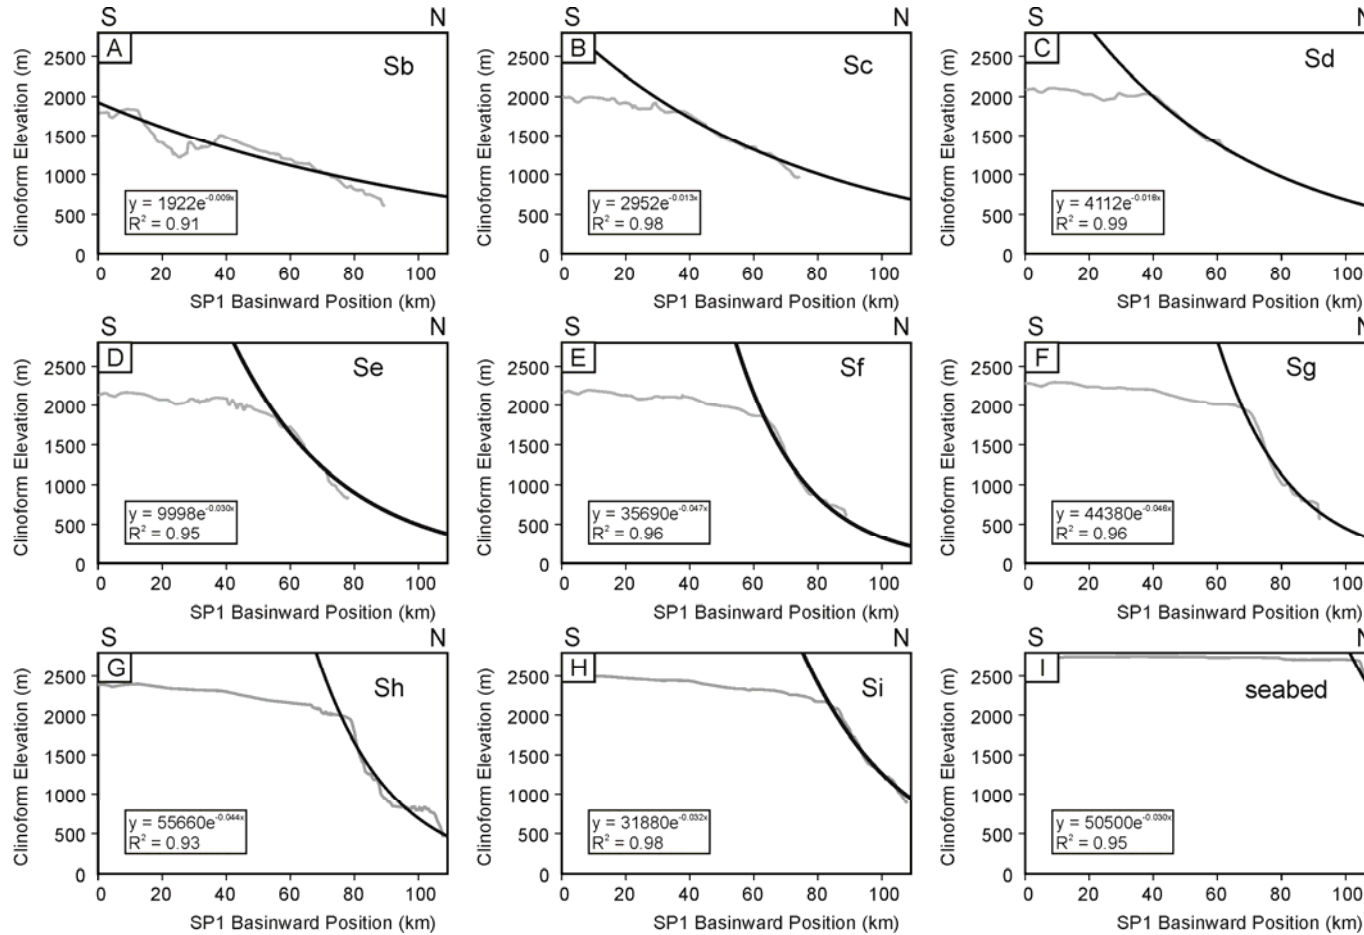 S N
A
Sb
Clinoform Elevation (m)
2500
2000
1500
1000
500
0
y = 1922e^-0.009x
R² = 0.91
0 20 40 60 80 100
SP1 Basinward Position (km)
S N
B
Sc
Clinoform Elevation (m)
2500
2000
1500
1000
500
0
y = 2952e^-0.013x
R² = 0.98
0 20 40 60 80 100
SP1 Basinward Position (km)
S N
C
Sd
Clinoform Elevation (m)
2500
2000
1500
1000
500
0
y = 4112e^-0.018x
R² = 0.99
0 20 40 60 80 100
SP1 Basinward Position (km)
S N
D
Se
Clinoform Elevation (m)
2500
2000
1500
1000
500
0
y = 9998e^-0.030x
R² = 0.95
0 20 40 60 80 100
SP1 Basinward Position (km)
S N
E
Sf
Clinoform Elevation (m)
2500
2000
1500
1000
500
0
y = 35690e^-0.047x
R² = 0.96
0 20 40 60 80 100
SP1 Basinward Position (km)
S N
F
Sg
Clinoform Elevation (m)
2500
2000
1500
1000
500
0
y = 44380e^-0.046x
R² = 0.96
0 20 40 60 80 100
SP1 Basinward Position (km)
S N
G
Sh
Clinoform Elevation (m)
2500
2000
1500
1000
500
0
y = 55660e^-0.044x
R² = 0.93
0 20 40 60 80 100
SP1 Basinward Position (km)
S N
H
Si
Clinoform Elevation (m)
2500
2000
1500
1000
500
0
y = 31880e^-0.032x
R² = 0.98
0 20 40 60 80 100
SP1 Basinward Position (km)
S N
I
seabed
Clinoform Elevation (m)
2500
2000
1500
1000
500
0
y = 50500e^-0.030x
R² = 0.95
0 20 40 60 80 100
SP1 Basinward Position (km)